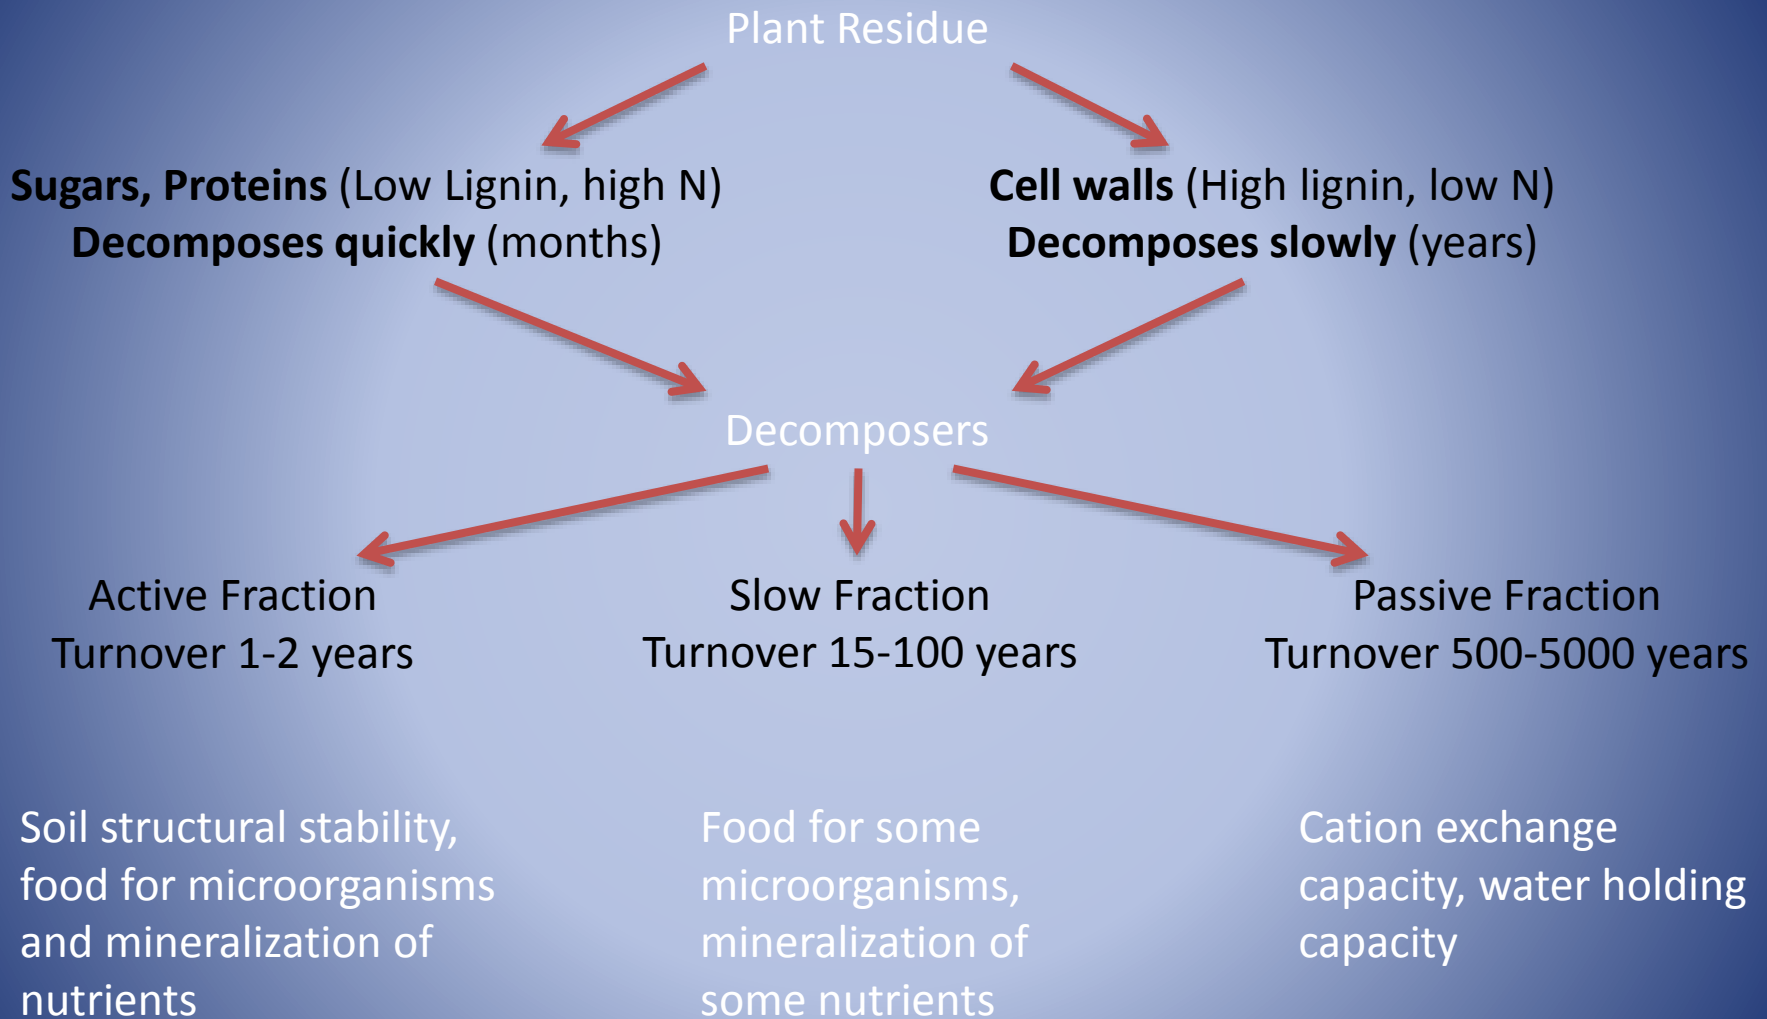 Plant Residue
Sugars, Proteins (Low Lignin, high N)
Decomposes quickly (months)
Cell walls (High lignin, low N)
Decomposes slowly (years)
Decomposers
Active Fraction
Turnover 1-2 years
Slow Fraction
Turnover 15-100 years
Passive Fraction
Turnover 500-5000 years
Soil structural stability,
food for microorganisms
and mineralization of
nutrients
Food for some
microorganisms,
mineralization of
some nutrients
Cation exchange
capacity, water holding
capacity